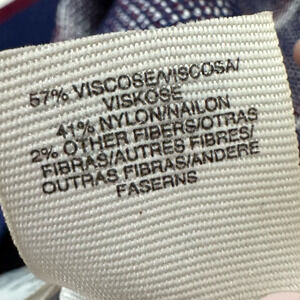 57% VISCOSE/VISCOSA/
VISKOSE
41% NYLON/NAILON
2% OTHER FIBERS/OTRAS
FIBRAS/AUTRES FIBRES/
OUTRAS FIBRAS/ANDERE
FASERNS